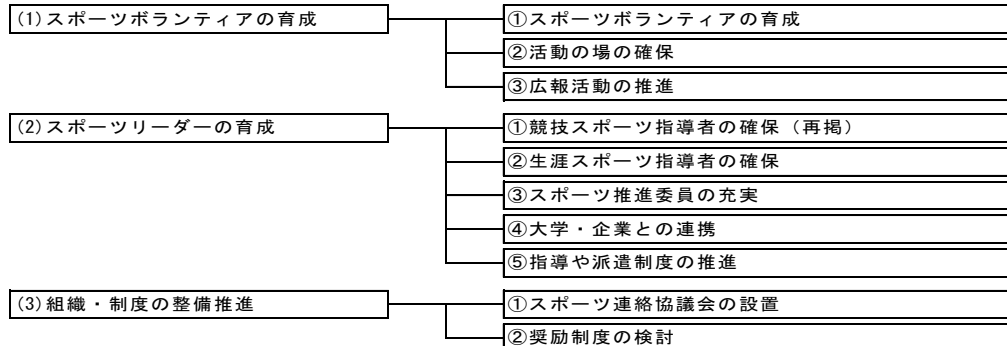 (1)スポーツボランティアの育成
①スポーツボランティアの育成
②活動の場の確保
③広報活動の推進
(2)スポーツリーダーの育成
①競技スポーツ指導者の確保（再掲）
②生涯スポーツ指導者の確保
③スポーツ推進委員の充実
④大学・企業との連携
⑤指導や派遣制度の推進
(3)組織・制度の整備推進
①スポーツ連絡協議会の設置
②奨励制度の検討